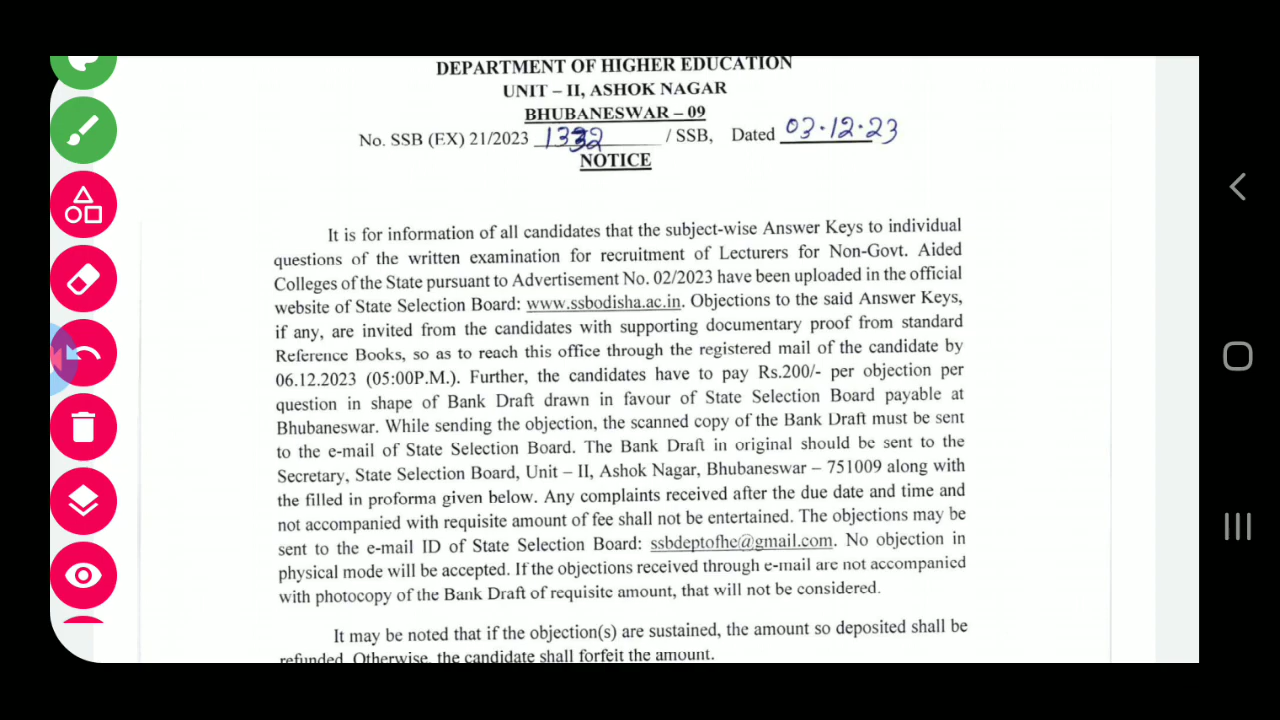 DEPARTMENT OF HIGHER EDUCATION
UNIT – II, ASHOK NAGAR
BHUBANESWAR – 09
No. SSB (EX) 21/2023 1332 / SSB, Dated 03.12.23
NOTICE
It is for information of all candidates that the subject-wise Answer Keys to individual
questions of the written examination for recruitment of Lecturers for Non-Govt. Aided
Colleges of the State pursuant to Advertisement No. 02/2023 have been uploaded in the official
website of State Selection Board: www.ssbodisha.ac.in. Objections to the said Answer Keys,
if any, are invited from the candidates with supporting documentary proof from standard
Reference Books, so as to reach this office through the registered mail of the candidate by
06.12.2023 (05:00P.M.). Further, the candidates have to pay Rs.200/- per objection per
question in shape of Bank Draft drawn in favour of State Selection Board payable at
Bhubaneswar. While sending the objection, the scanned copy of the Bank Draft must be sent
to the e-mail of State Selection Board. The Bank Draft in original should be sent to the
Secretary, State Selection Board, Unit – II, Ashok Nagar, Bhubaneswar – 751009 along with
the filled in proforma given below. Any complaints received after the due date and time and
not accompanied with requisite amount of fee shall not be entertained. The objections may be
sent to the e-mail ID of State Selection Board: ssbdeptofhe@gmail.com. No objection in
physical mode will be accepted. If the objections received through e-mail are not accompanied
with photocopy of the Bank Draft of requisite amount, that will not be considered.
It may be noted that if the objection(s) are sustained, the amount so deposited shall be
refunded. Otherwise, the candidate shall forfeit the amount.